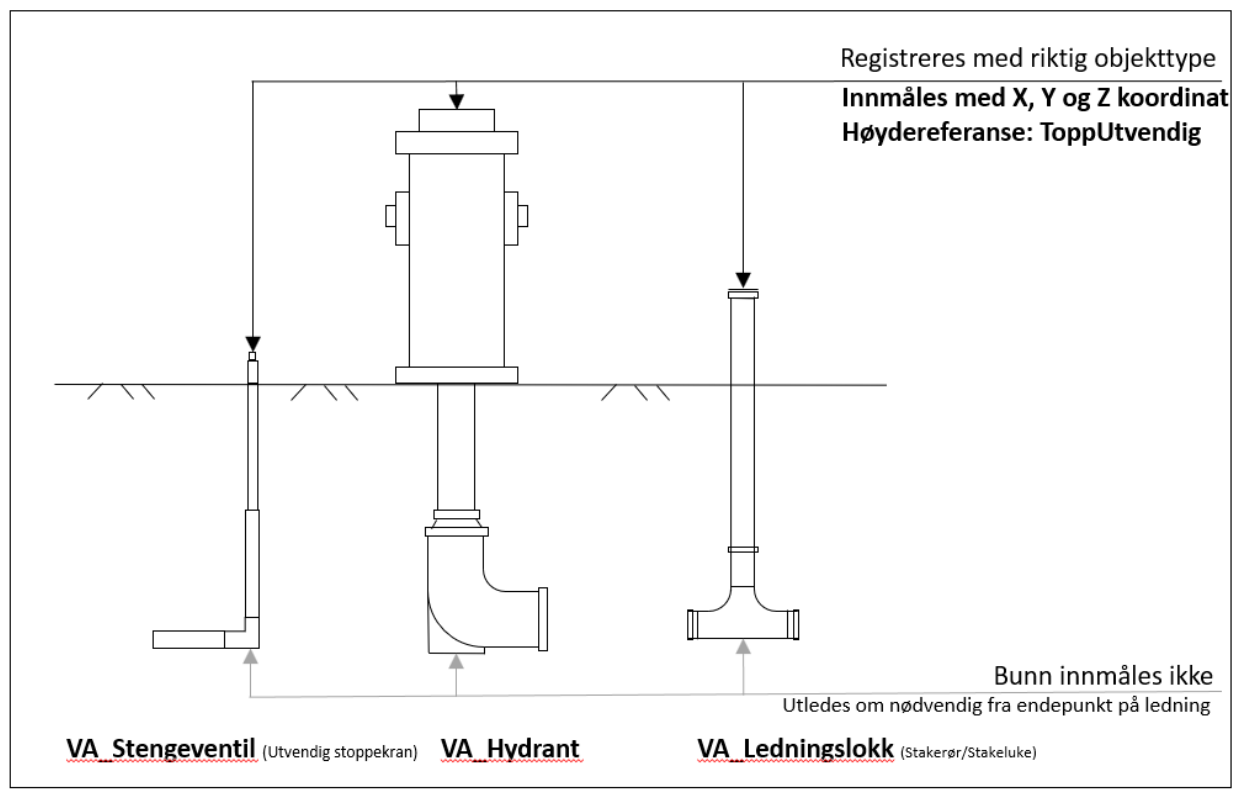 Registreres med riktig objekttype
Innmåles med X, Y og Z koordinat
Høydereferanse: ToppUtvendig
Bunn innmåles ikke
Utledes om nødvendig fra endepunkt på ledning
VA_Stengeventil (Utvendig stoppekran) VA_Hydrant VA_Ledningslokk (Stakerør/Stakeluke)